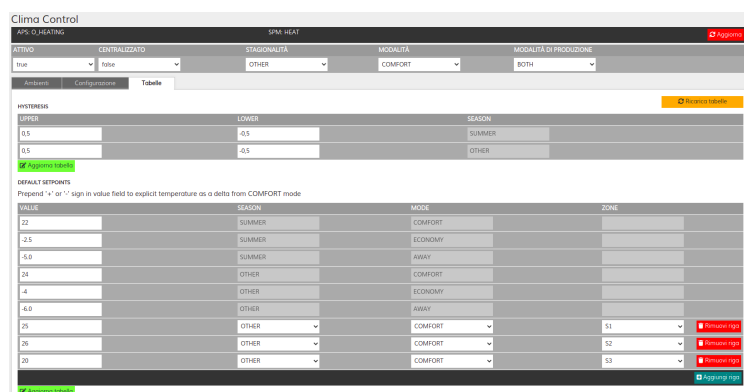 Clima Control
APS: O_HEATING SPM: HEAT Aggiorna
ATTIVO CENTRALIZZATO STAGIONALITÀ MODALITÀ MODALITÀ DI PRODUZIONE
true false OTHER COMFORT BOTH
Ambienti Configurazione Tabelle
Ricarica tabelle
HYSTERESIS
UPPER LOWER SEASON
0,5 -0,5 SUMMER
0,5 -0,5 OTHER
Aggiorna tabella
DEFAULT SETPOINTS
Prepend '+' or '-' sign in value field to explicit temperature as a delta from COMFORT mode
VALUE SEASON MODE ZONE
22 SUMMER COMFORT
-2.5 SUMMER ECONOMY
-5.0 SUMMER AWAY
24 OTHER COMFORT
-4 OTHER ECONOMY
-6.0 OTHER AWAY
25 OTHER COMFORT S1 Rimuovi riga
26 OTHER COMFORT S2 Rimuovi riga
20 OTHER COMFORT S3 Rimuovi riga
Aggiungi riga
Aggiorna tabella